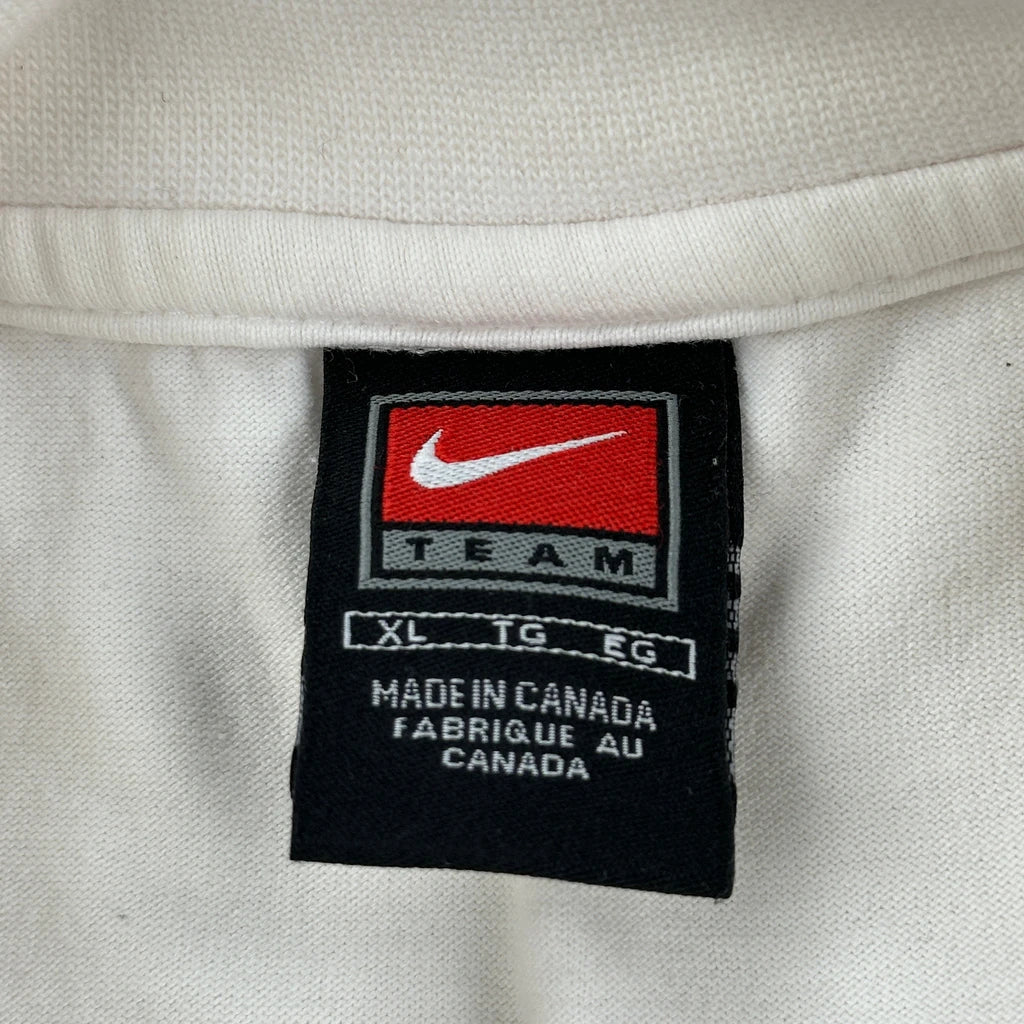 TEAM
XL TG EG
MADE IN CANADA
FABRIQUE AU
CANADA